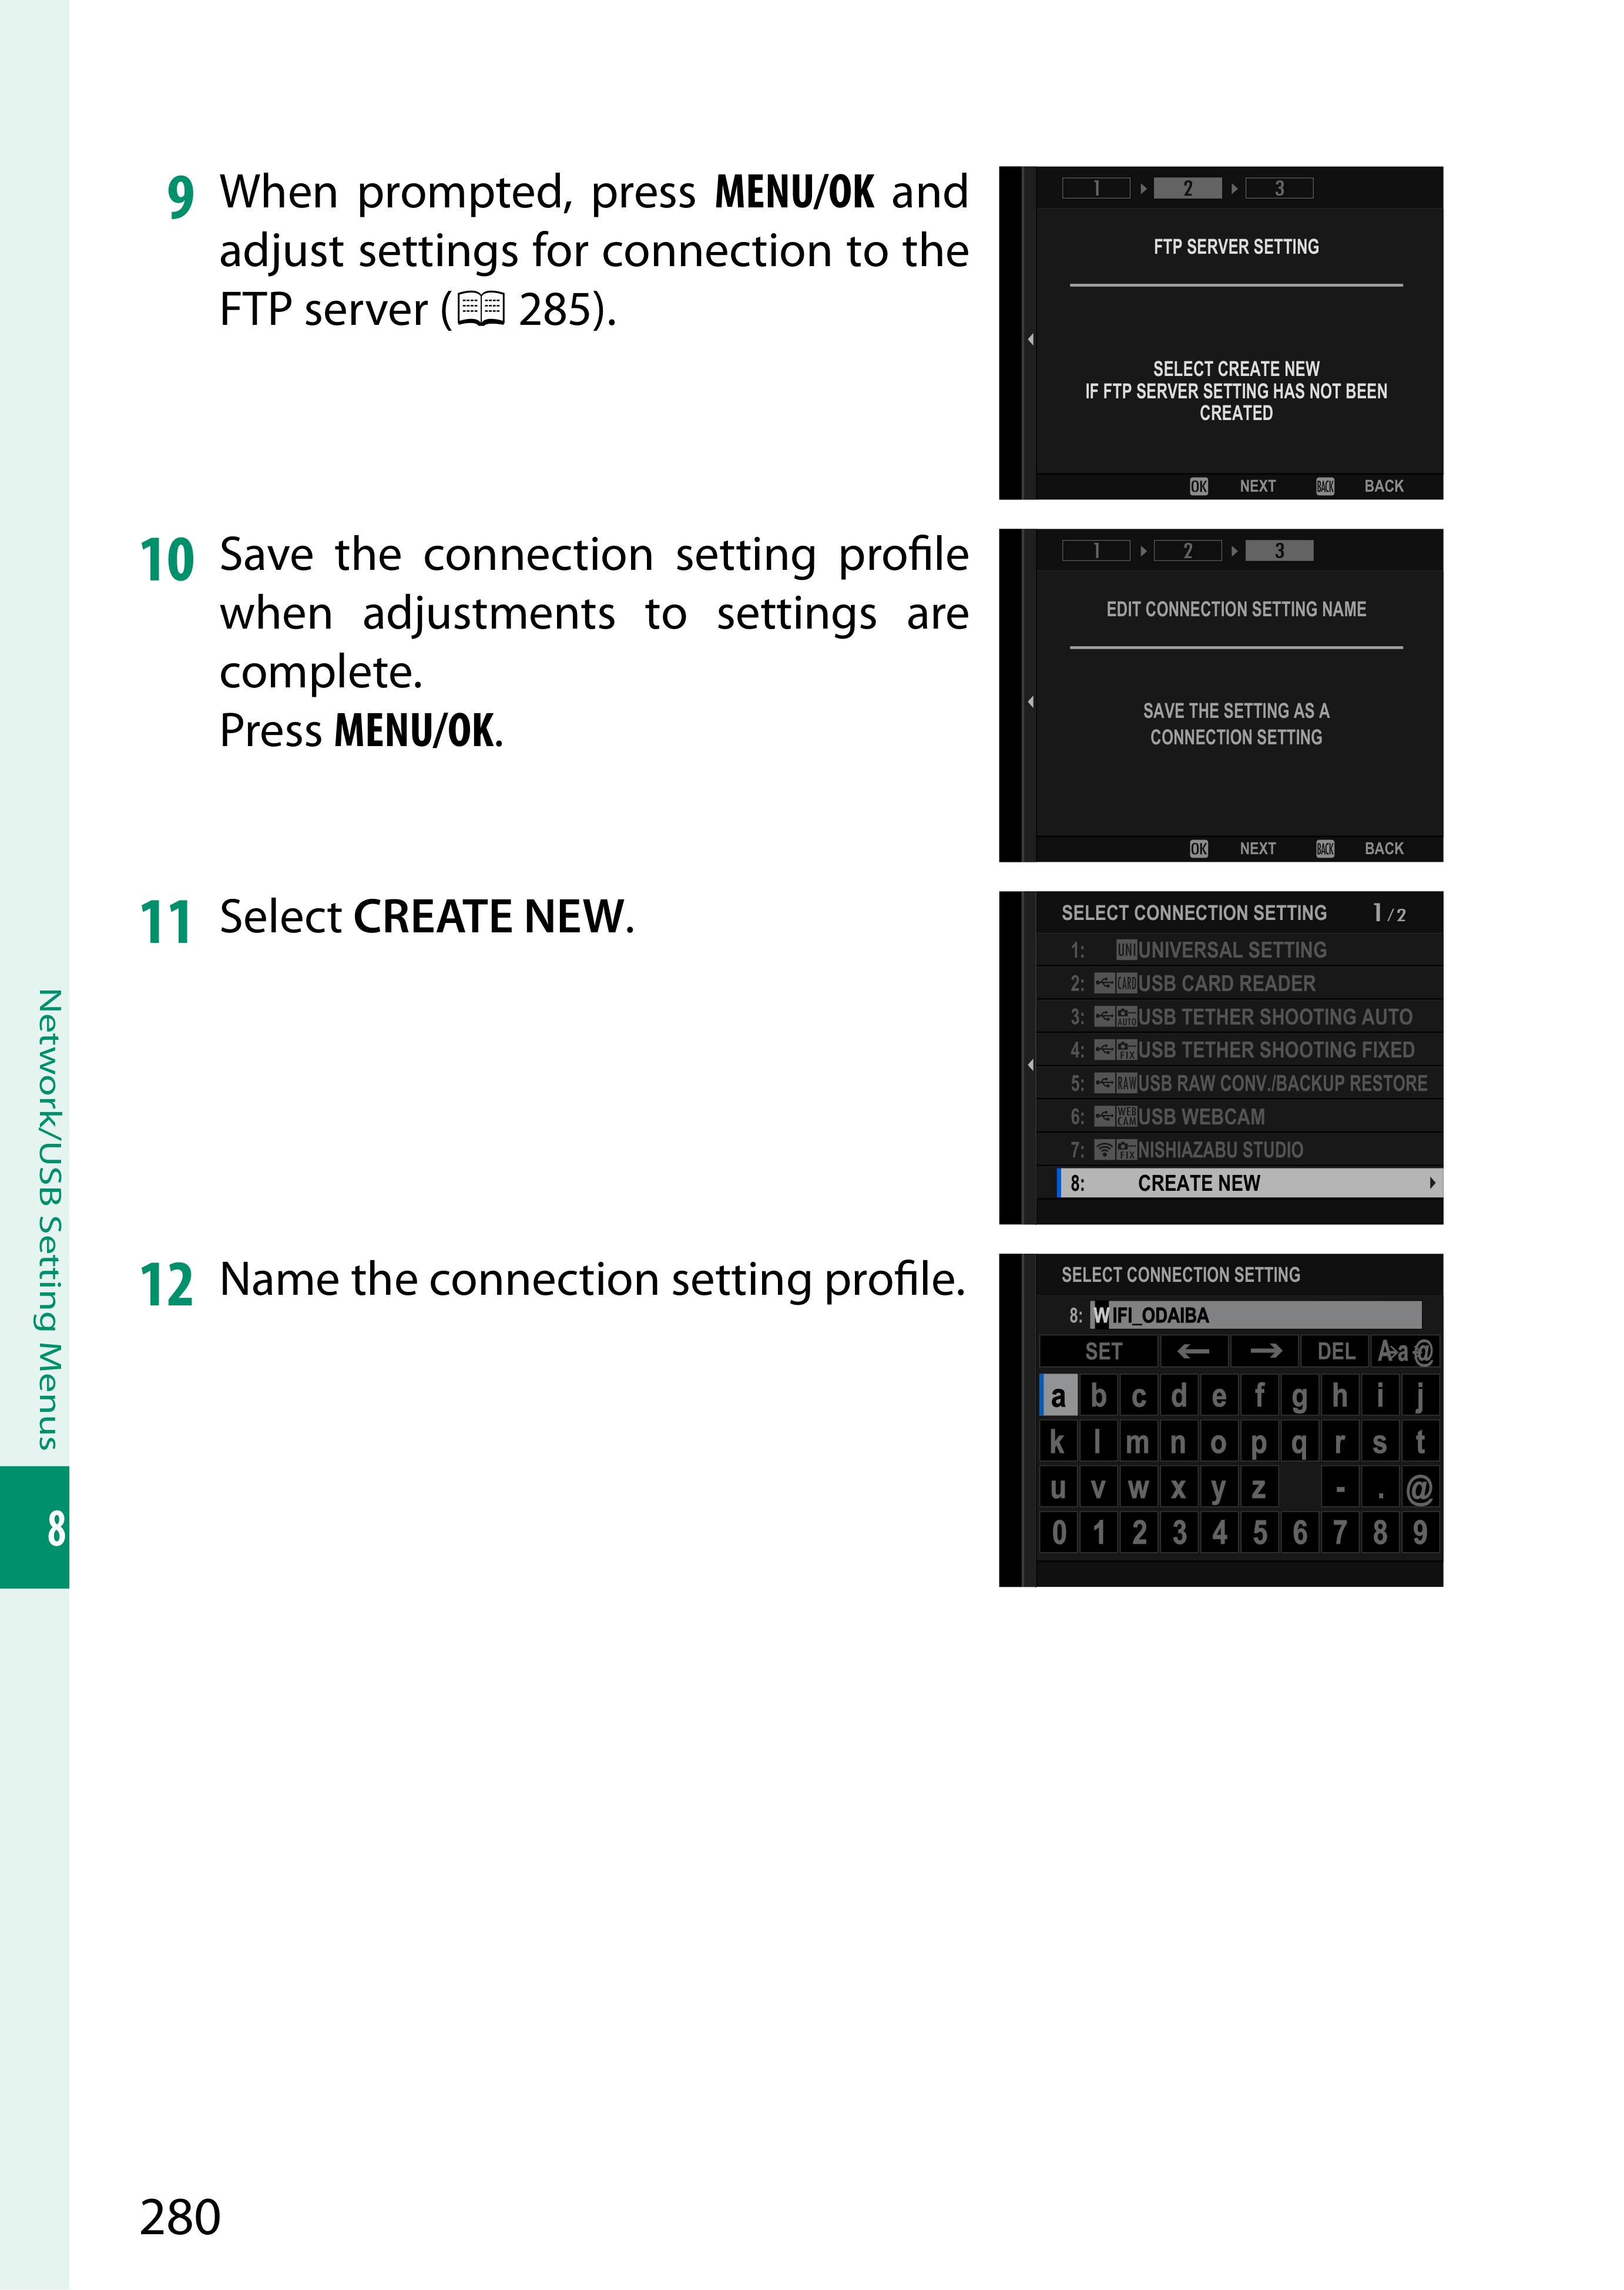 9 When prompted, press MENU/OK and
adjust settings for connection to the
FTP server (285).
1 2 3
FTP SERVER SETTING
SELECT CREATE NEW
IF FTP SERVER SETTING HAS NOT BEEN
CREATED
OK NEXT BACK BACK
10 Save the connection setting profile
when adjustments to settings are
complete.
Press MENU/OK.
1 2 3
EDIT CONNECTION SETTING NAME
SAVE THE SETTING AS A
CONNECTION SETTING
OK NEXT BACK BACK
11 Select CREATE NEW.
SELECT CONNECTION SETTING 1/2
1: UNI UNIVERSAL SETTING
2: CARD USB CARD READER
3: AUTO USB TETHER SHOOTING AUTO
4: FIX USB TETHER SHOOTING FIXED
5: RAW USB RAW CONV./BACKUP RESTORE
6: WEB CAM USB WEBCAM
7: FIX NISHIAZABU STUDIO
8: CREATE NEW
12 Name the connection setting profile.
SELECT CONNECTION SETTING
8: WIFI_ODAIBA
SET ← → DEL A→a→@
a b c d e f g h i j
k l m n o p q r s t
u v w x y z - . @
0 1 2 3 4 5 6 7 8 9
Network/USB Setting Menus
8
280